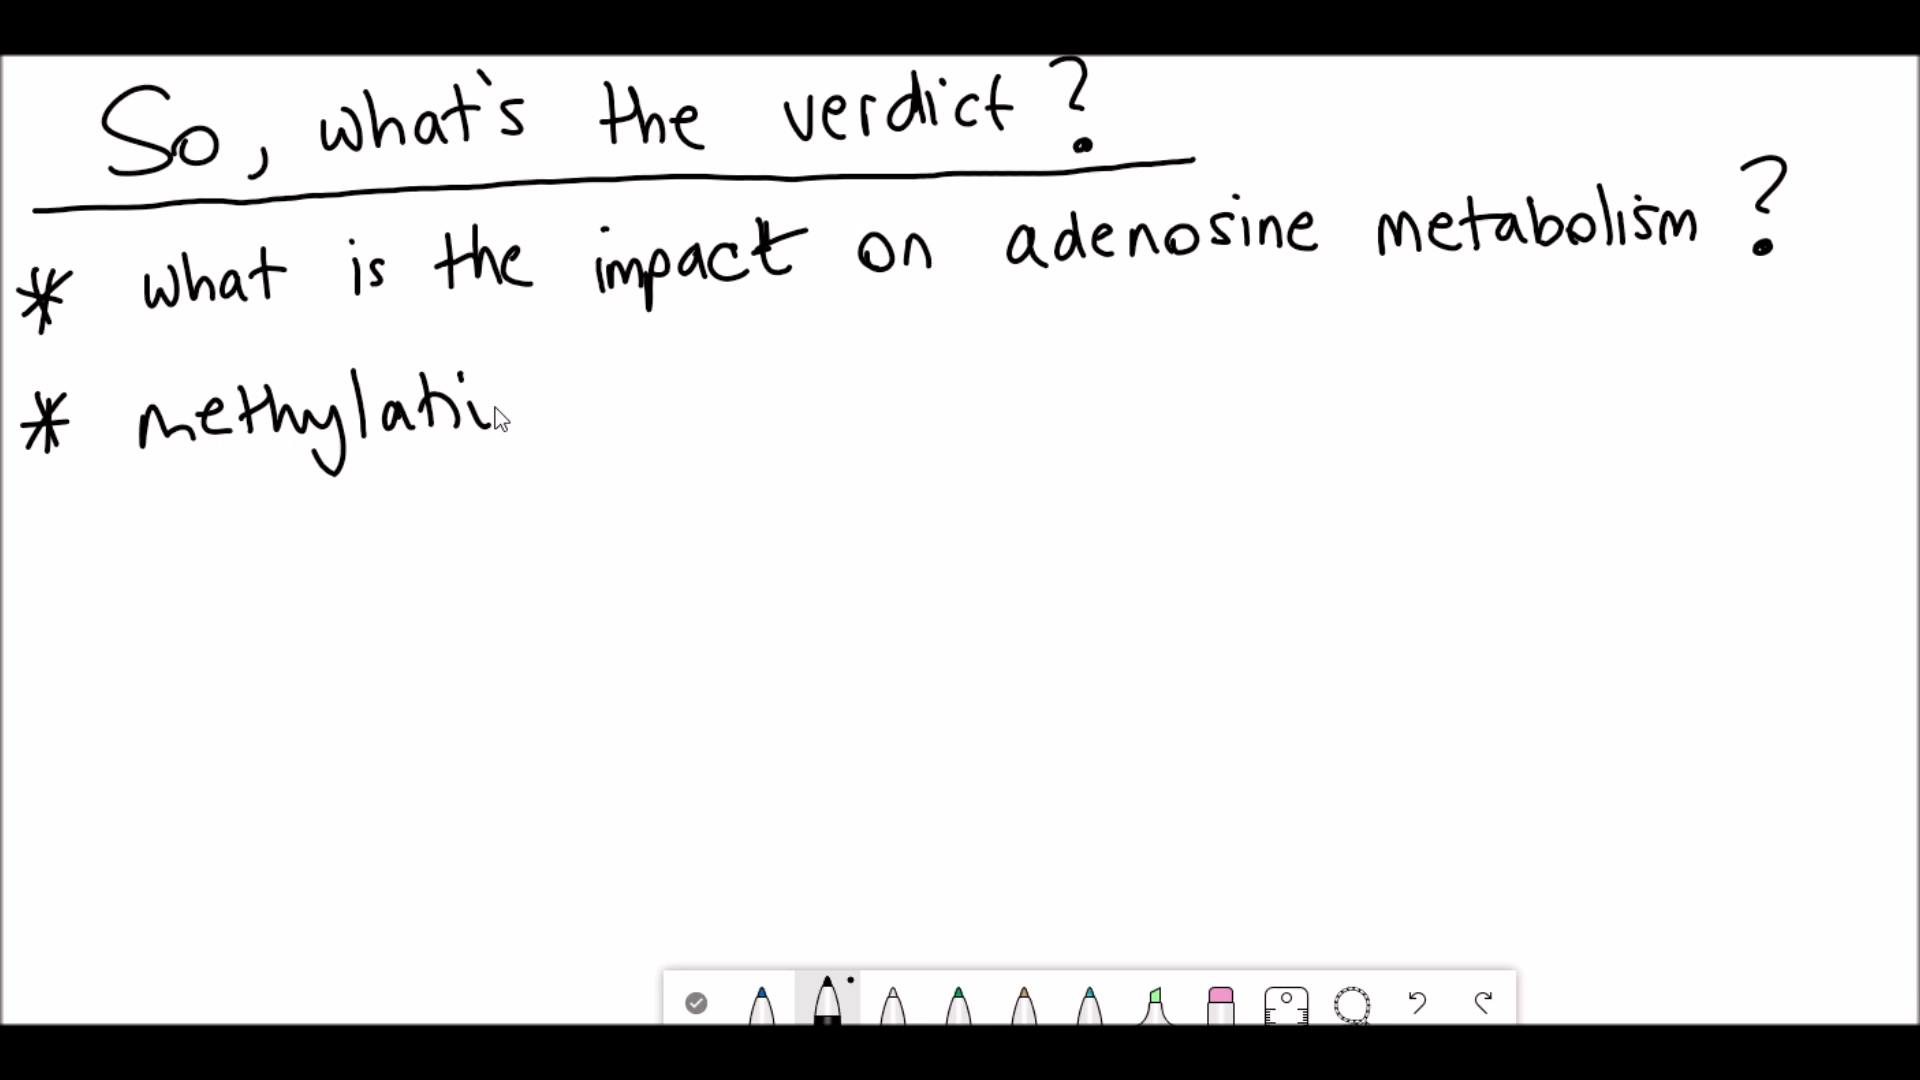 So, what's the verdict?
* what is the impact on adenosine metabolism?
* methylati